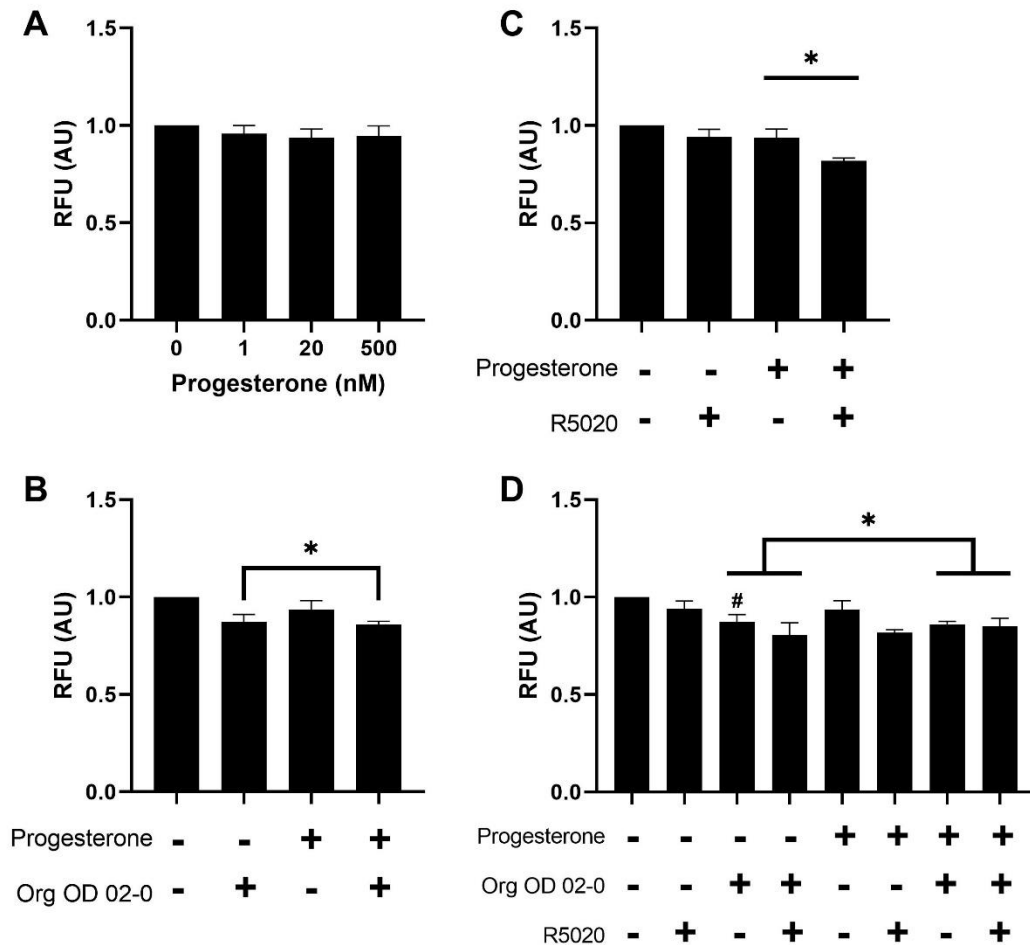 A
1.5
1.0
0.5
0.0
RFU (AU)
0 1 20 500
Progesterone (nM)
C
1.5
1.0
0.5
0.0
RFU (AU)
*
Progesterone - - + +
R5020 - + - +
B
1.5
1.0
0.5
0.0
RFU (AU)
*
Progesterone - - + +
Org OD 02-0 - + - +
D
1.5
1.0
0.5
0.0
RFU (AU)
*
#
Progesterone - - - - + + + +
Org OD 02-0 - - + + - - + +
R5020 - + - + - + - +